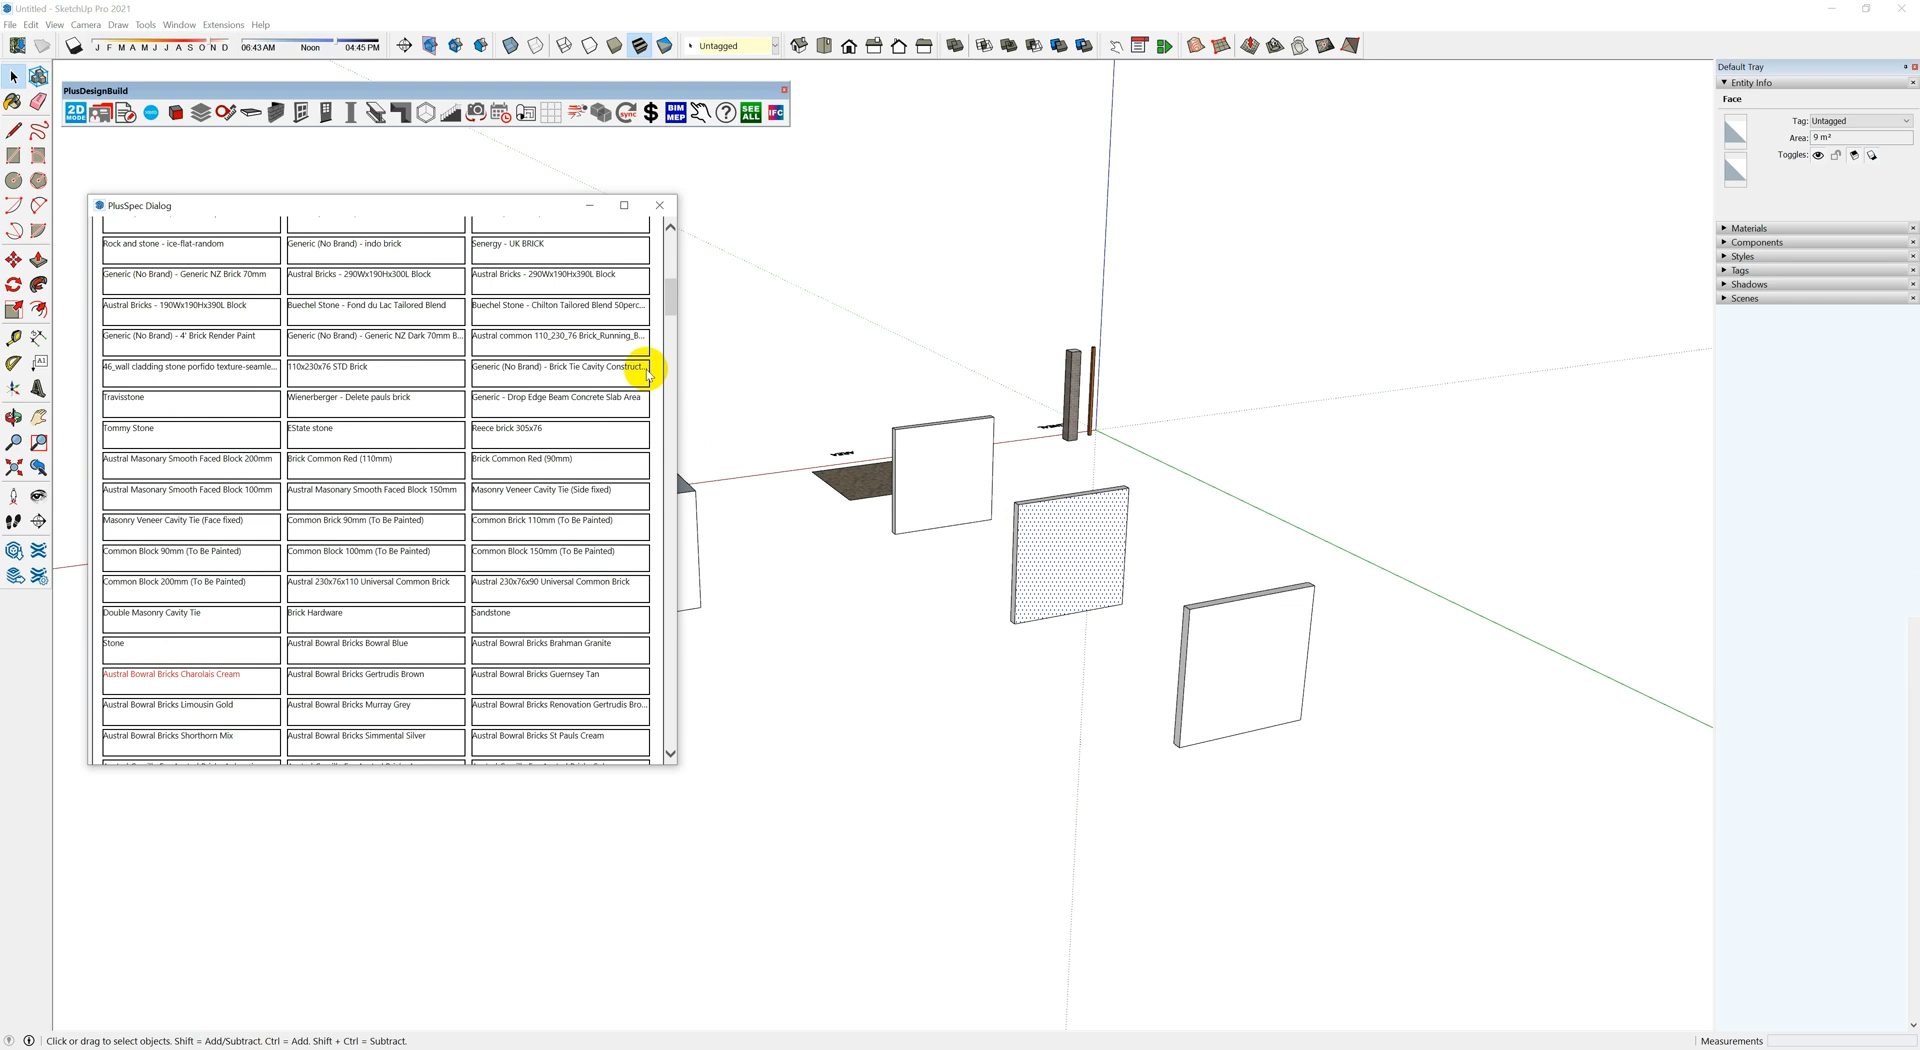 Untitled - SketchUp Pro 2021
File Edit View Camera Draw Tools Window Extensions Help
J F M A M J J A S O N D
06:43 AM Noon 04:45 PM
Untagged
Default Tray
Entity Info
Face
Tag: Untagged
Area: 9 m²
Toggles:
Materials
Components
Styles
Tags
Shadows
Scenes
PlusDesignBuild
2D MODE
sync
$
BIM MEP
?
SEE ALL
IFC
A1
PlusSpec Dialog
Rock and stone - ice-flat-random
Generic (No Brand) - indo brick
Senergy - UK BRICK
Generic (No Brand) - Generic NZ Brick 70mm
Austral Bricks - 290Wx190Hx300L Block
Austral Bricks - 290Wx190Hx390L Block
Austral Bricks - 190Wx190Hx390L Block
Buechel Stone - Fond du Lac Tailored Blend
Buechel Stone - Chilton Tailored Blend 50perc...
Generic (No Brand) - 4' Brick Render Paint
Generic (No Brand) - Generic NZ Dark 70mm B...
Austral common 110_230_76 Brick_Running_B...
46_wall cladding stone porfido texture-seamle...
110x230x76 STD Brick
Generic (No Brand) - Brick Tie Cavity Construct...
Travisstone
Wienerberger - Delete pauls brick
Generic - Drop Edge Beam Concrete Slab Area
Tommy Stone
EState stone
Reece brick 305x76
Austral Masonary Smooth Faced Block 200mm
Brick Common Red (110mm)
Brick Common Red (90mm)
Austral Masonary Smooth Faced Block 100mm
Austral Masonary Smooth Faced Block 150mm
Masonry Veneer Cavity Tie (Side fixed)
Masonry Veneer Cavity Tie (Face fixed)
Common Brick 90mm (To Be Painted)
Common Brick 110mm (To Be Painted)
Common Block 90mm (To Be Painted)
Common Block 100mm (To Be Painted)
Common Block 150mm (To Be Painted)
Common Block 200mm (To Be Painted)
Austral 230x76x110 Universal Common Brick
Austral 230x76x90 Universal Common Brick
Double Masonry Cavity Tie
Brick Hardware
Sandstone
Stone
Austral Bowral Bricks Bowral Blue
Austral Bowral Bricks Brahman Granite
Austral Bowral Bricks Charolais Cream
Austral Bowral Bricks Gertrudis Brown
Austral Bowral Bricks Guernsey Tan
Austral Bowral Bricks Limousin Gold
Austral Bowral Bricks Murray Grey
Austral Bowral Bricks Renovation Gertrudis Bro...
Austral Bowral Bricks Shorthorn Mix
Austral Bowral Bricks Simmental Silver
Austral Bowral Bricks St Pauls Cream
AREA
Click or drag to select objects. Shift = Add/Subtract. Ctrl = Add. Shift + Ctrl = Subtract.
Measurements